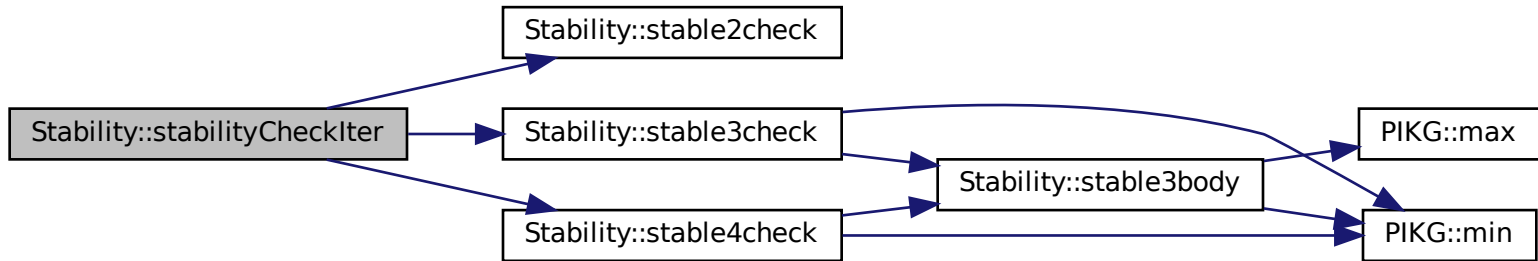 Stability::stable2check
Stability::stabilityCheckIter
Stability::stable3check
PIKG::max
Stability::stable3body
Stability::stable4check
PIKG::min